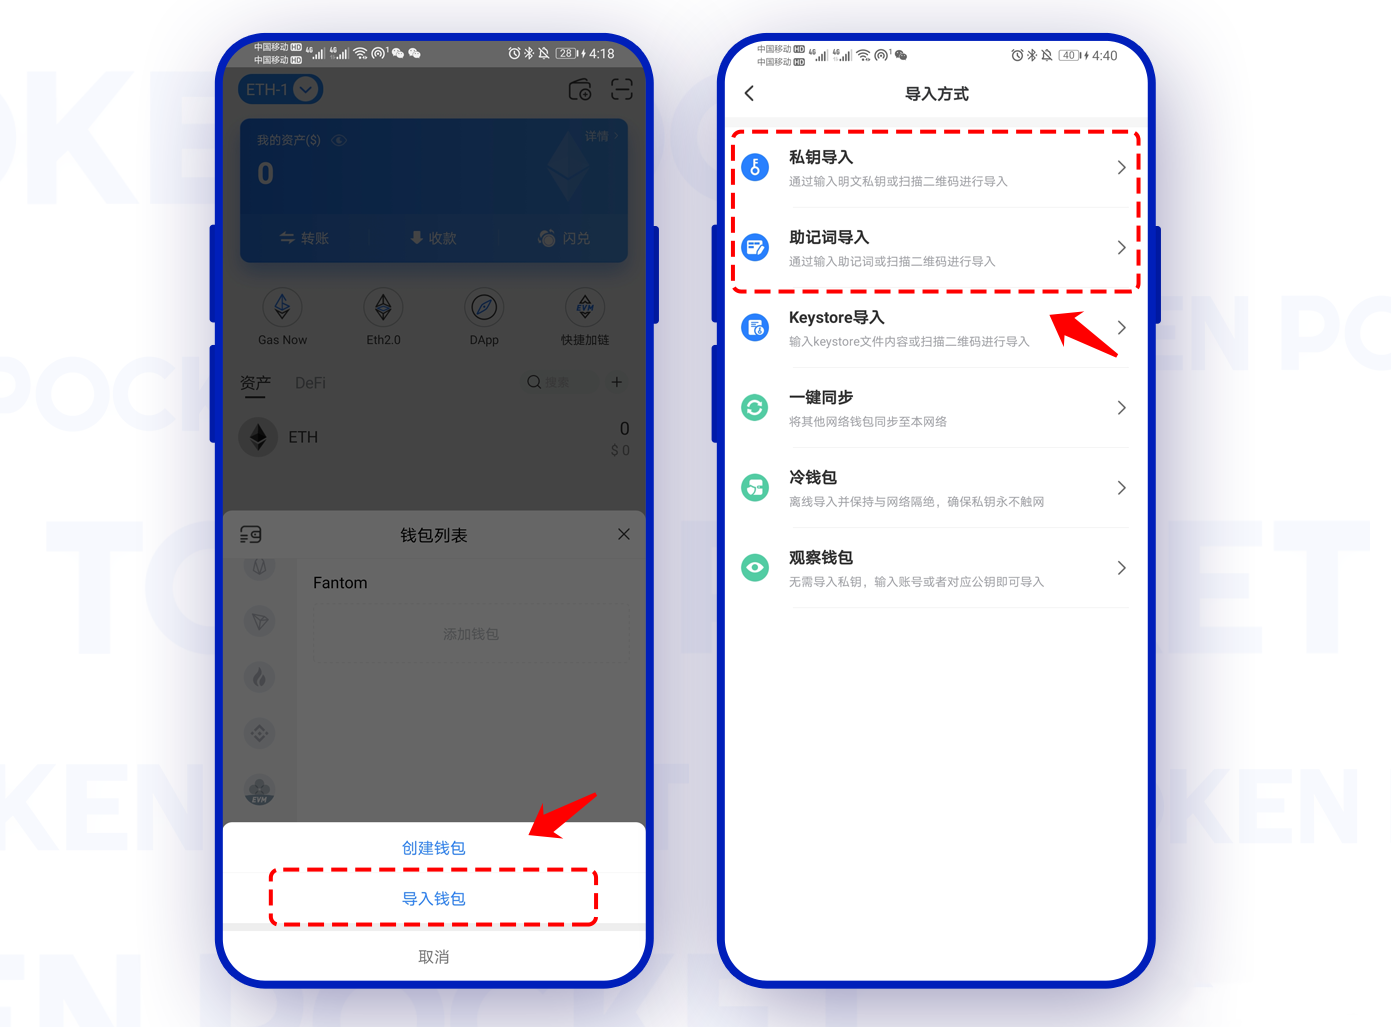 中国移动 HD
中国移动 HD
4G 4G 1 28 4:18
ETH-1
我的资产($)
详情 >
0
转账
收款
闪兑
Gas Now
Eth2.0
EVM
DApp
快捷加链
资产
DeFi
搜索
+
ETH
0
$ 0
钱包列表
Fantom
添加钱包
EVM
创建钱包
导入钱包
取消
中国移动 HD
中国移动 HD
4G 4G 1 40 4:40
导入方式
私钥导入
通过输入明文私钥或扫描二维码进行导入
助记词导入
通过输入助记词或扫描二维码进行导入
Keystore导入
输入keystore文件内容或扫描二维码进行导入
一键同步
将其他网络钱包同步至本网络
冷钱包
离线导入并保持与网络隔绝，确保私钥永不触网
观察钱包
无需导入私钥，输入账号或者对应公钥即可导入